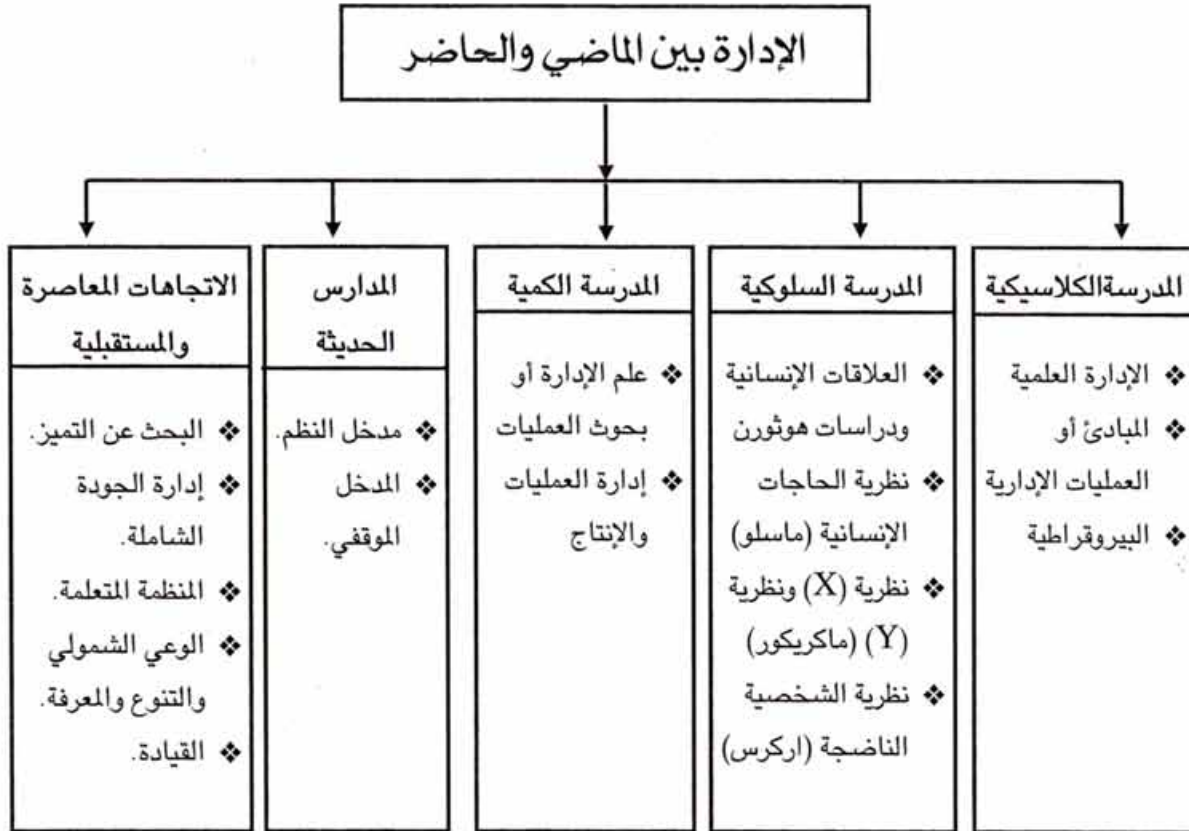 الإدارة بين الماضي والحاضر
المدرسةالكلاسيكية
❖ الإدارة العلمية
❖ المبادئ أو
العمليات الإدارية
❖ البيروقراطية
المدرسة السلوكية
❖ العلاقات الإنسانية
ودراسات هوثورن
❖ نظرية الحاجات
الإنسانية (ماسلو)
❖ نظرية (X) ونظرية
(Y) (ماكريكور)
❖ نظرية الشخصية
الناضجة (اركرس)
المدرسة الكمية
❖ علم الإدارة أو
بحوث العمليات
❖ إدارة العمليات
والإنتاج
المدارس
الحديثة
❖ مدخل النظم.
❖ المدخل
الموقفي.
الاتجاهات المعاصرة
والمستقبلية
❖ البحث عن التميز.
❖ إدارة الجودة
الشاملة.
❖ المنظمة المتعلمة.
❖ الوعي الشمولي
والتنوع والمعرفة.
❖ القيادة.